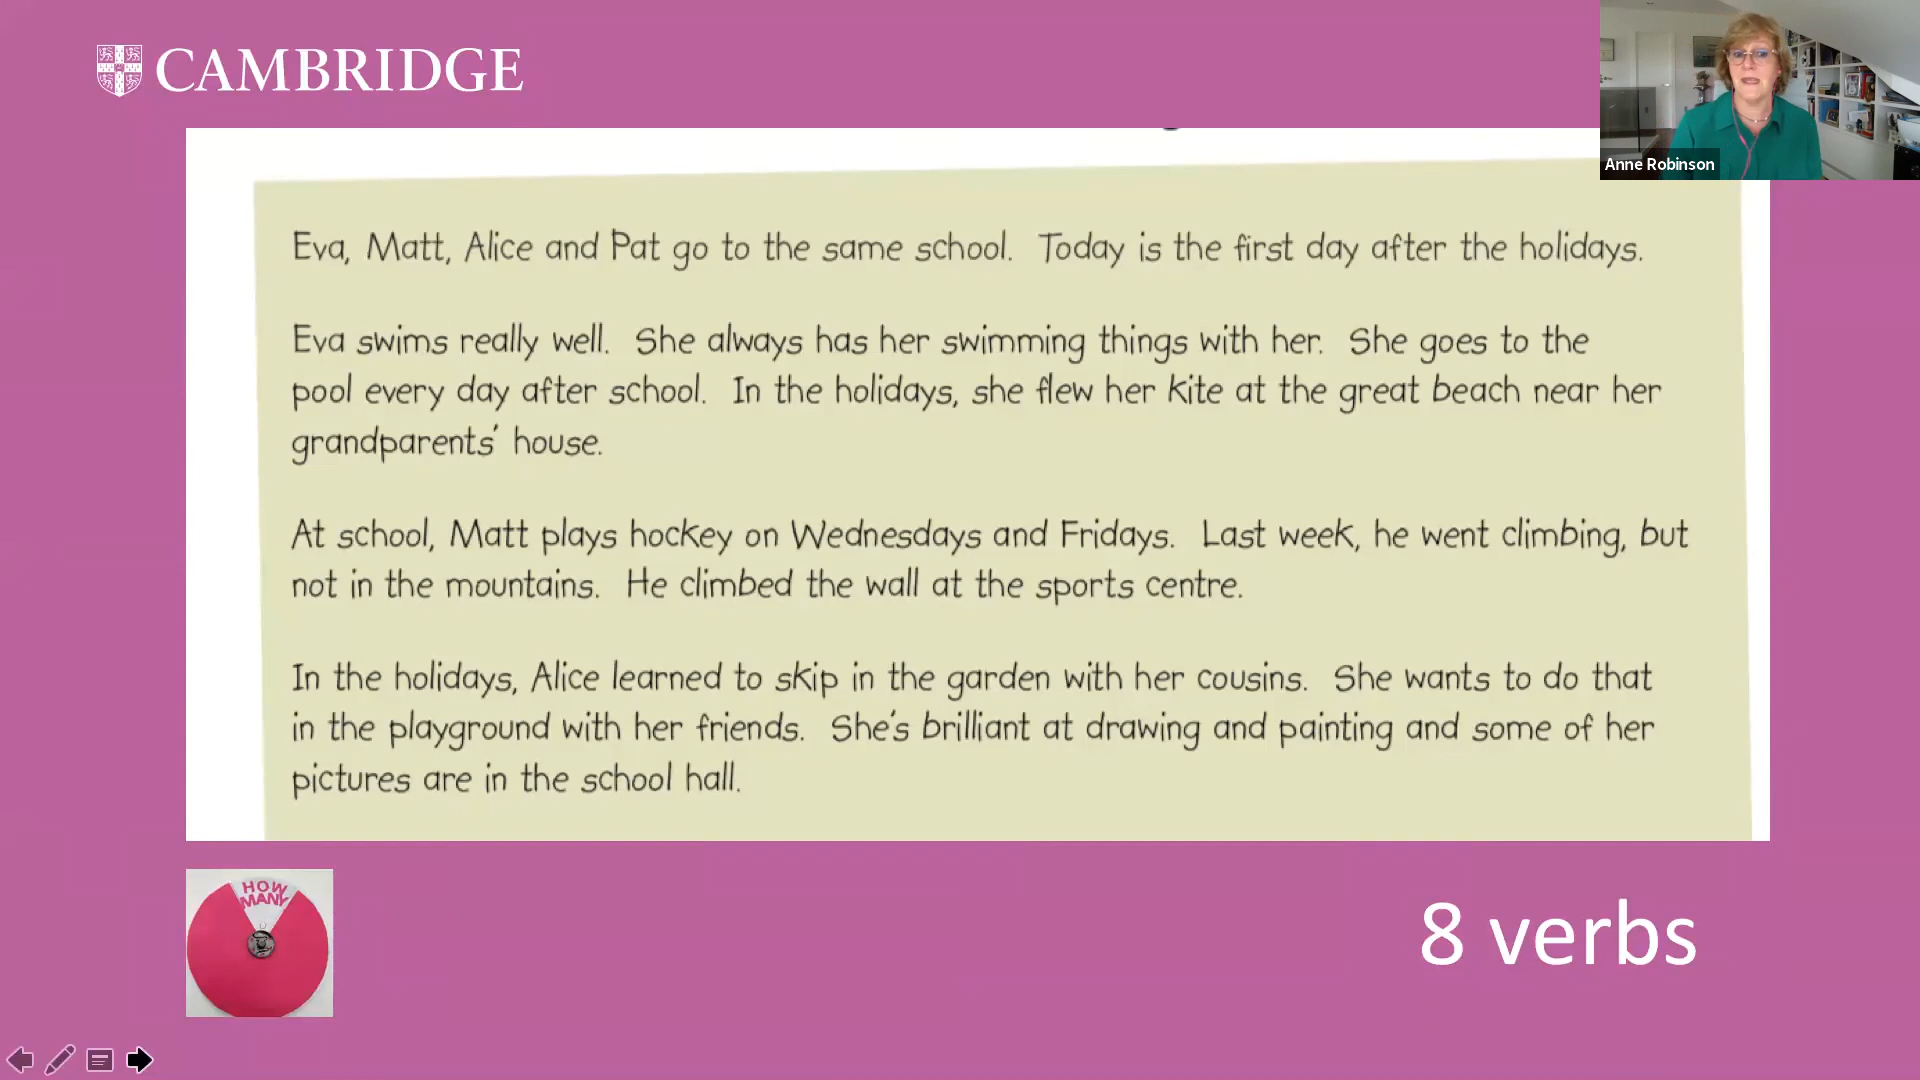 CAMBRIDGE
Anne Robinson
Eva, Matt, Alice and Pat go to the same school. Today is the first day after the holidays.
Eva swims really well. She always has her swimming things with her. She goes to the
pool every day after school. In the holidays, she flew her kite at the great beach near her
grandparents' house.
At school, Matt plays hockey on Wednesdays and Fridays. Last week, he went climbing, but
not in the mountains. He climbed the wall at the sports centre.
In the holidays, Alice learned to skip in the garden with her cousins. She wants to do that
in the playground with her friends. She's brilliant at drawing and painting and some of her
pictures are in the school hall.
HOW
MANY
8 verbs